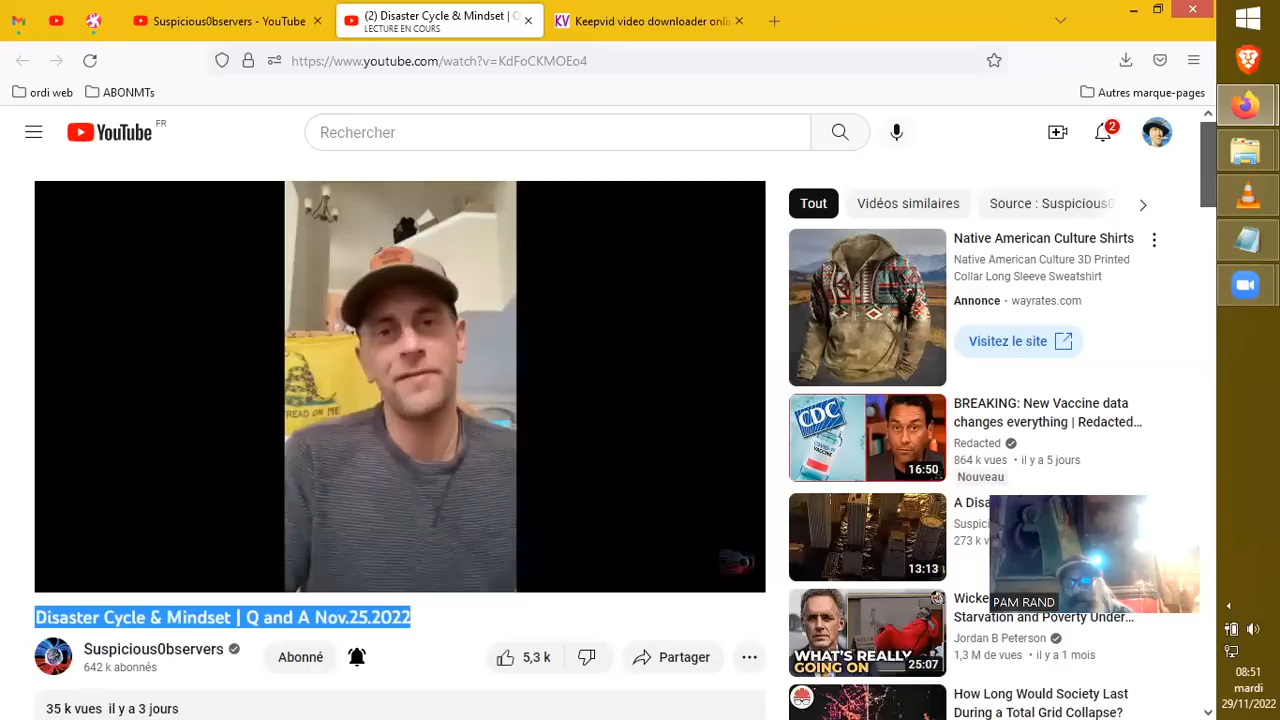 Suspicious0bservers - YouTube
(2) Disaster Cycle & Mindset | Q
LECTURE EN COURS
Keepvid video downloader onli
https://www.youtube.com/watch?v=KdFoCKMOEo4
ordi web
ABONMTs
Autres marque-pages
YouTube FR
Rechercher
2
Tout
Vidéos similaires
Source : Suspicious0
TREAD ON ME
Native American Culture Shirts
Native American Culture 3D Printed
Collar Long Sleeve Sweatshirt
Annonce - wayrates.com
Visitez le site
CDC
COVID-19
VACCINE
16:50
BREAKING: New Vaccine data
changes everything | Redacted...
Redacted
864 k vues • il y a 5 jours
Nouveau
13:13
A Disa
Suspic
273 k v
PAM RAND
WHAT'S REALLY
GOING ON
25:07
Wicke
Starvation and Poverty Under...
Jordan B Peterson
1,3 M de vues • il y a 1 mois
How Long Would Society Last
During a Total Grid Collapse?
Disaster Cycle & Mindset | Q and A Nov.25.2022
Suspicious0bservers
642 k abonnés
Abonné
5,3 k
Partager
35 k vues il y a 3 jours
08:51
mardi
29/11/2022